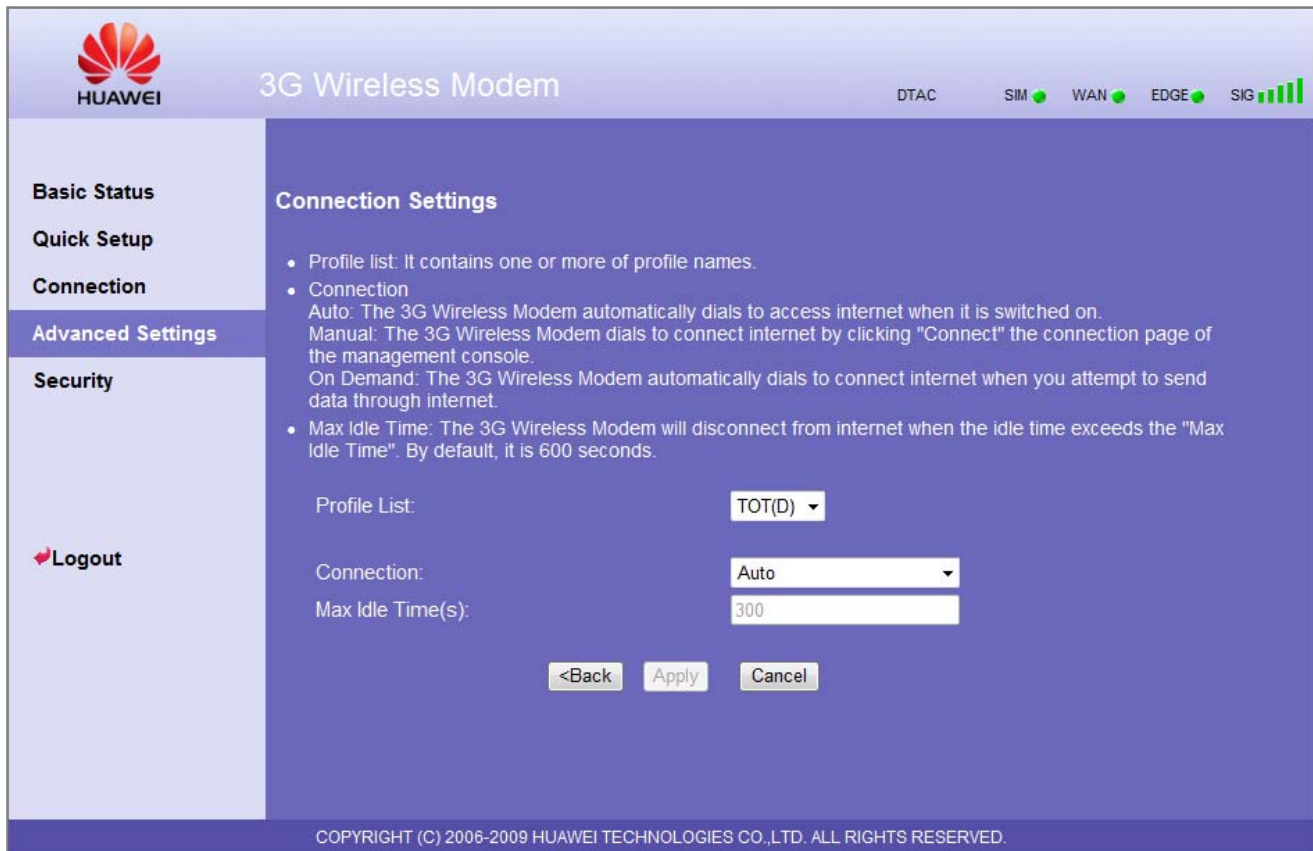 HUAWEI
3G Wireless Modem
DTAC
SIM
WAN
EDGE
SIG
Basic Status
Quick Setup
Connection
Advanced Settings
Security
Logout
Connection Settings
• Profile list: It contains one or more of profile names.
• Connection
Auto: The 3G Wireless Modem automatically dials to access internet when it is switched on.
Manual: The 3G Wireless Modem dials to connect internet by clicking "Connect" the connection page of
the management console.
On Demand: The 3G Wireless Modem automatically dials to connect internet when you attempt to send
data through internet.
• Max Idle Time: The 3G Wireless Modem will disconnect from internet when the idle time exceeds the "Max
Idle Time". By default, it is 600 seconds.
Profile List:
TOT(D)
Connection:
Auto
Max Idle Time(s):
300
<Back
Apply
Cancel
COPYRIGHT (C) 2006-2009 HUAWEI TECHNOLOGIES CO.,LTD. ALL RIGHTS RESERVED.